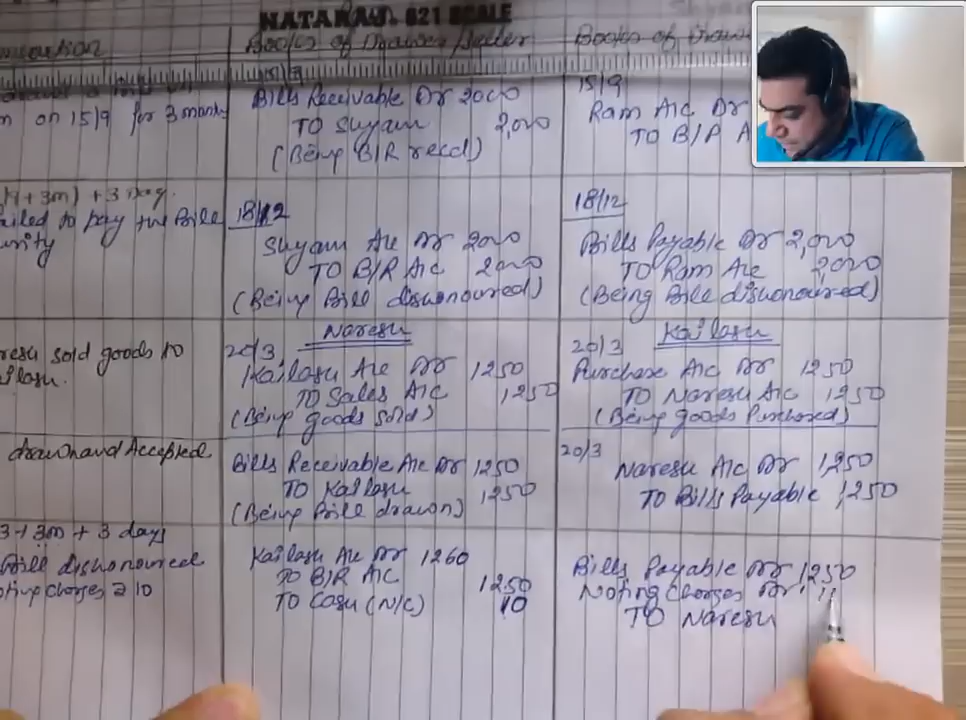 NATARAJ. 621 SCALE
Books of Drawer/Seller
Books of
Bills Receivable Dr 2000
TO Shyam 2,000
(Being B/R recd)
15/9
Ram A/c Dr
TO B/P A
n on 15/9 for 3 months
+ 3m) + 3 Day.
ailed to pay the Bill
urity
18/12
Shyam A/c Dr 2000
TO B/R A/c 2000
(Being Bill dishonoured)
18/12
Bills Payable Dr 2,000
TO Ram A/c 2,000
(Being Bill dishonoured)
resh sold goods to
ilash.
Naresh
20/3
Kailash A/c Dr 1250
TO Sales A/c 1250
(Being goods sold)
Kailash
20/3
Purchase A/c Dr 1250
TO Naresh A/c 1250
(Being goods Purchased)
drawn and Accepted
Bills Receivable A/c Dr 1250
TO Kailash 1250
(Being Bill drawn)
20/3
Naresh A/c Dr 1,250
TO Bills Payable 1,250
3 + 3m + 3 days
Bill dishonoured
oting Charges 10
Kailash A/c Dr 1260
TO B/R A/C 1250
TO Cash (N/C) 10
Bills Payable Dr 1250
Noting Charges Dr
TO Naresh